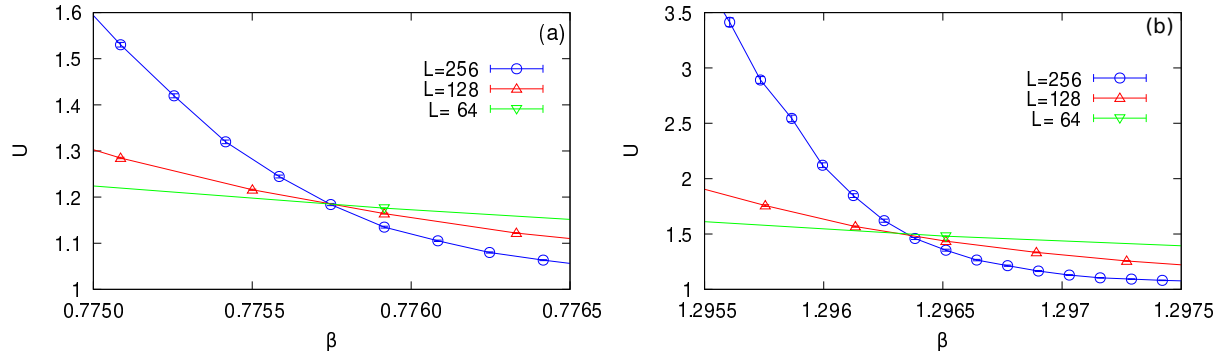 (a)
1.6
1.5
1.4
1.3
1.2
1.1
1
U
L=256
L=128
L= 64
0.7750 0.7755 0.7760 0.7765
β
(b)
3.5
3
2.5
2
1.5
1
U
L=256
L=128
L= 64
1.2955 1.296 1.2965 1.297 1.2975
β